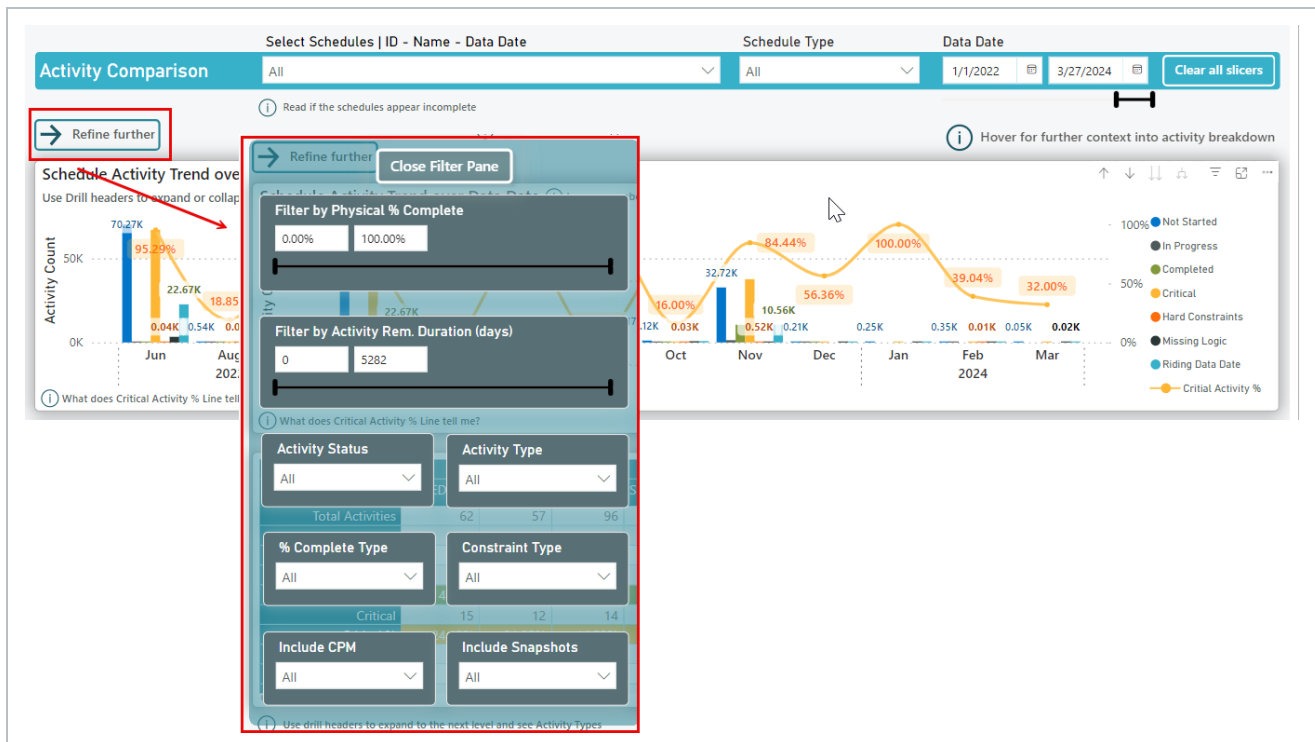 Select Schedules | ID - Name - Data Date
Schedule Type
Data Date
Activity Comparison
All
All
1/1/2022
3/27/2024
Clear all slicers
Read if the schedules appear incomplete
Refine further
Hover for further context into activity breakdown
Schedule Activity Trend ove
Use Drill headers to expand or collap
Activity Count
50K
0K
70.27K
95.29%
22.67K
18.85
0.04K
0.54K
0.0
Jun
Aug
202
What does Critical Activity % Line tell
Refine further
Close Filter Pane
Schedule Activity Trend over Data Date
Filter by Physical % Complete
0.00%
100.00%
22.67K
Filter by Activity Rem. Duration (days)
0
5282
What does Critical Activity % Line tell me?
Activity Status
All
Activity Type
All
Total Activities
62
57
96
% Complete Type
All
Constraint Type
All
Critical
15
12
14
Include CPM
All
Include Snapshots
All
Use drill headers to expand to the next level and see Activity Types
16.00%
32.72K
84.44%
10.56K
56.36%
100.00%
39.04%
32.00%
.12K
0.03K
0.52K
0.21K
0.25K
0.35K
0.01K
0.05K
0.02K
Oct
Nov
Dec
Jan
Feb
Mar
2024
100%
50%
0%
Not Started
In Progress
Completed
Critical
Hard Constraints
Missing Logic
Riding Data Date
Critial Activity %